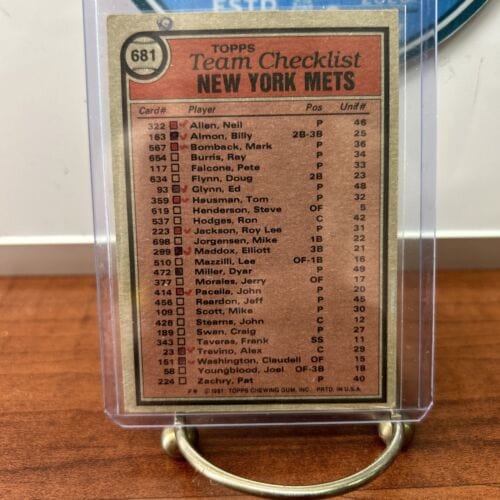 ESTD
681
TOPPS
Team Checklist
NEW YORK METS
Card# Player Pos Unif#
322 Allen, Neil P 46
163 Almon, Billy 2B-3B 25
567 Bomback, Mark P 36
654 Burris, Ray P 34
117 Falcone, Pete P 33
634 Flynn, Doug 2B 23
93 Glynn, Ed P 48
359 Hausman, Tom P 32
619 Henderson, Steve OF 5
537 Hodges, Ron C 42
223 Jackson, Roy Lee P 31
698 Jorgensen, Mike 1B 22
299 Maddox, Elliott 3B 21
510 Mazzilli, Lee OF-1B 16
472 Miller, Dyar P 49
377 Morales, Jerry OF 17
414 Pacella, John P 20
456 Reardon, Jeff P 45
109 Scott, Mike P 30
428 Stearns, John C 12
189 Swan, Craig P 27
343 Taveras, Frank SS 11
23 Trevino, Alex C 29
151 Washington, Claudell OF 15
58 Youngblood, Joel OF-3B 18
224 Zachry, Pat P 40
© 1981 TOPPS CHEWING GUM, INC. PRTD. IN U.S.A.